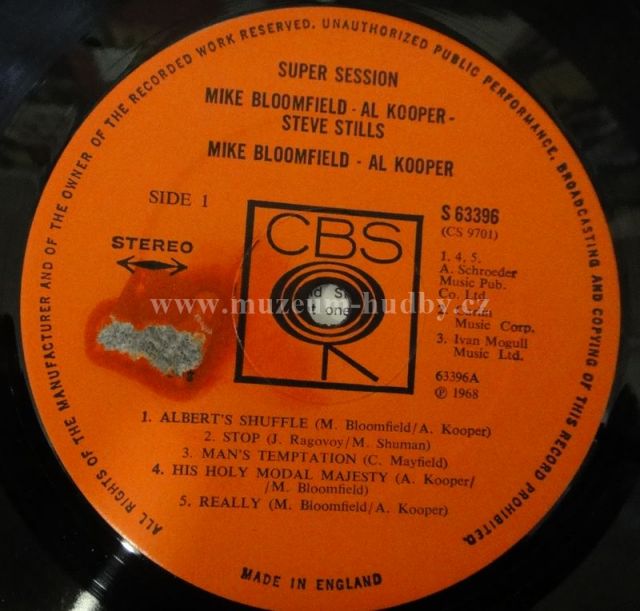 ALL RIGHTS OF THE MANUFACTURER AND OF THE OWNER OF THE RECORDED WORK RESERVED. UNAUTHORIZED PUBLIC PERFORMANCE, BROADCASTING AND COPYING OF THIS RECORD PROHIBITED.
SUPER SESSION
MIKE BLOOMFIELD - AL KOOPER -
STEVE STILLS
MIKE BLOOMFIELD - AL KOOPER
SIDE 1
S 63396
(CS 9701)
STEREO
CBS
1. 4. 5.
A. Schroeder
Music Pub.
Co. Ltd.
2.
Music Corp.
3. Ivan Mogull
Music Ltd.
www.muzeum-hudby.cz
one
63396A
℗ 1968
1. ALBERT'S SHUFFLE (M. Bloomfield/A. Kooper)
2. STOP (J. Ragovoy/M. Shuman)
3. MAN'S TEMPTATION (C. Mayfield)
4. HIS HOLY MODAL MAJESTY (A. Kooper/
/M. Bloomfield)
5. REALLY (M. Bloomfield/A. Kooper)
MADE IN ENGLAND